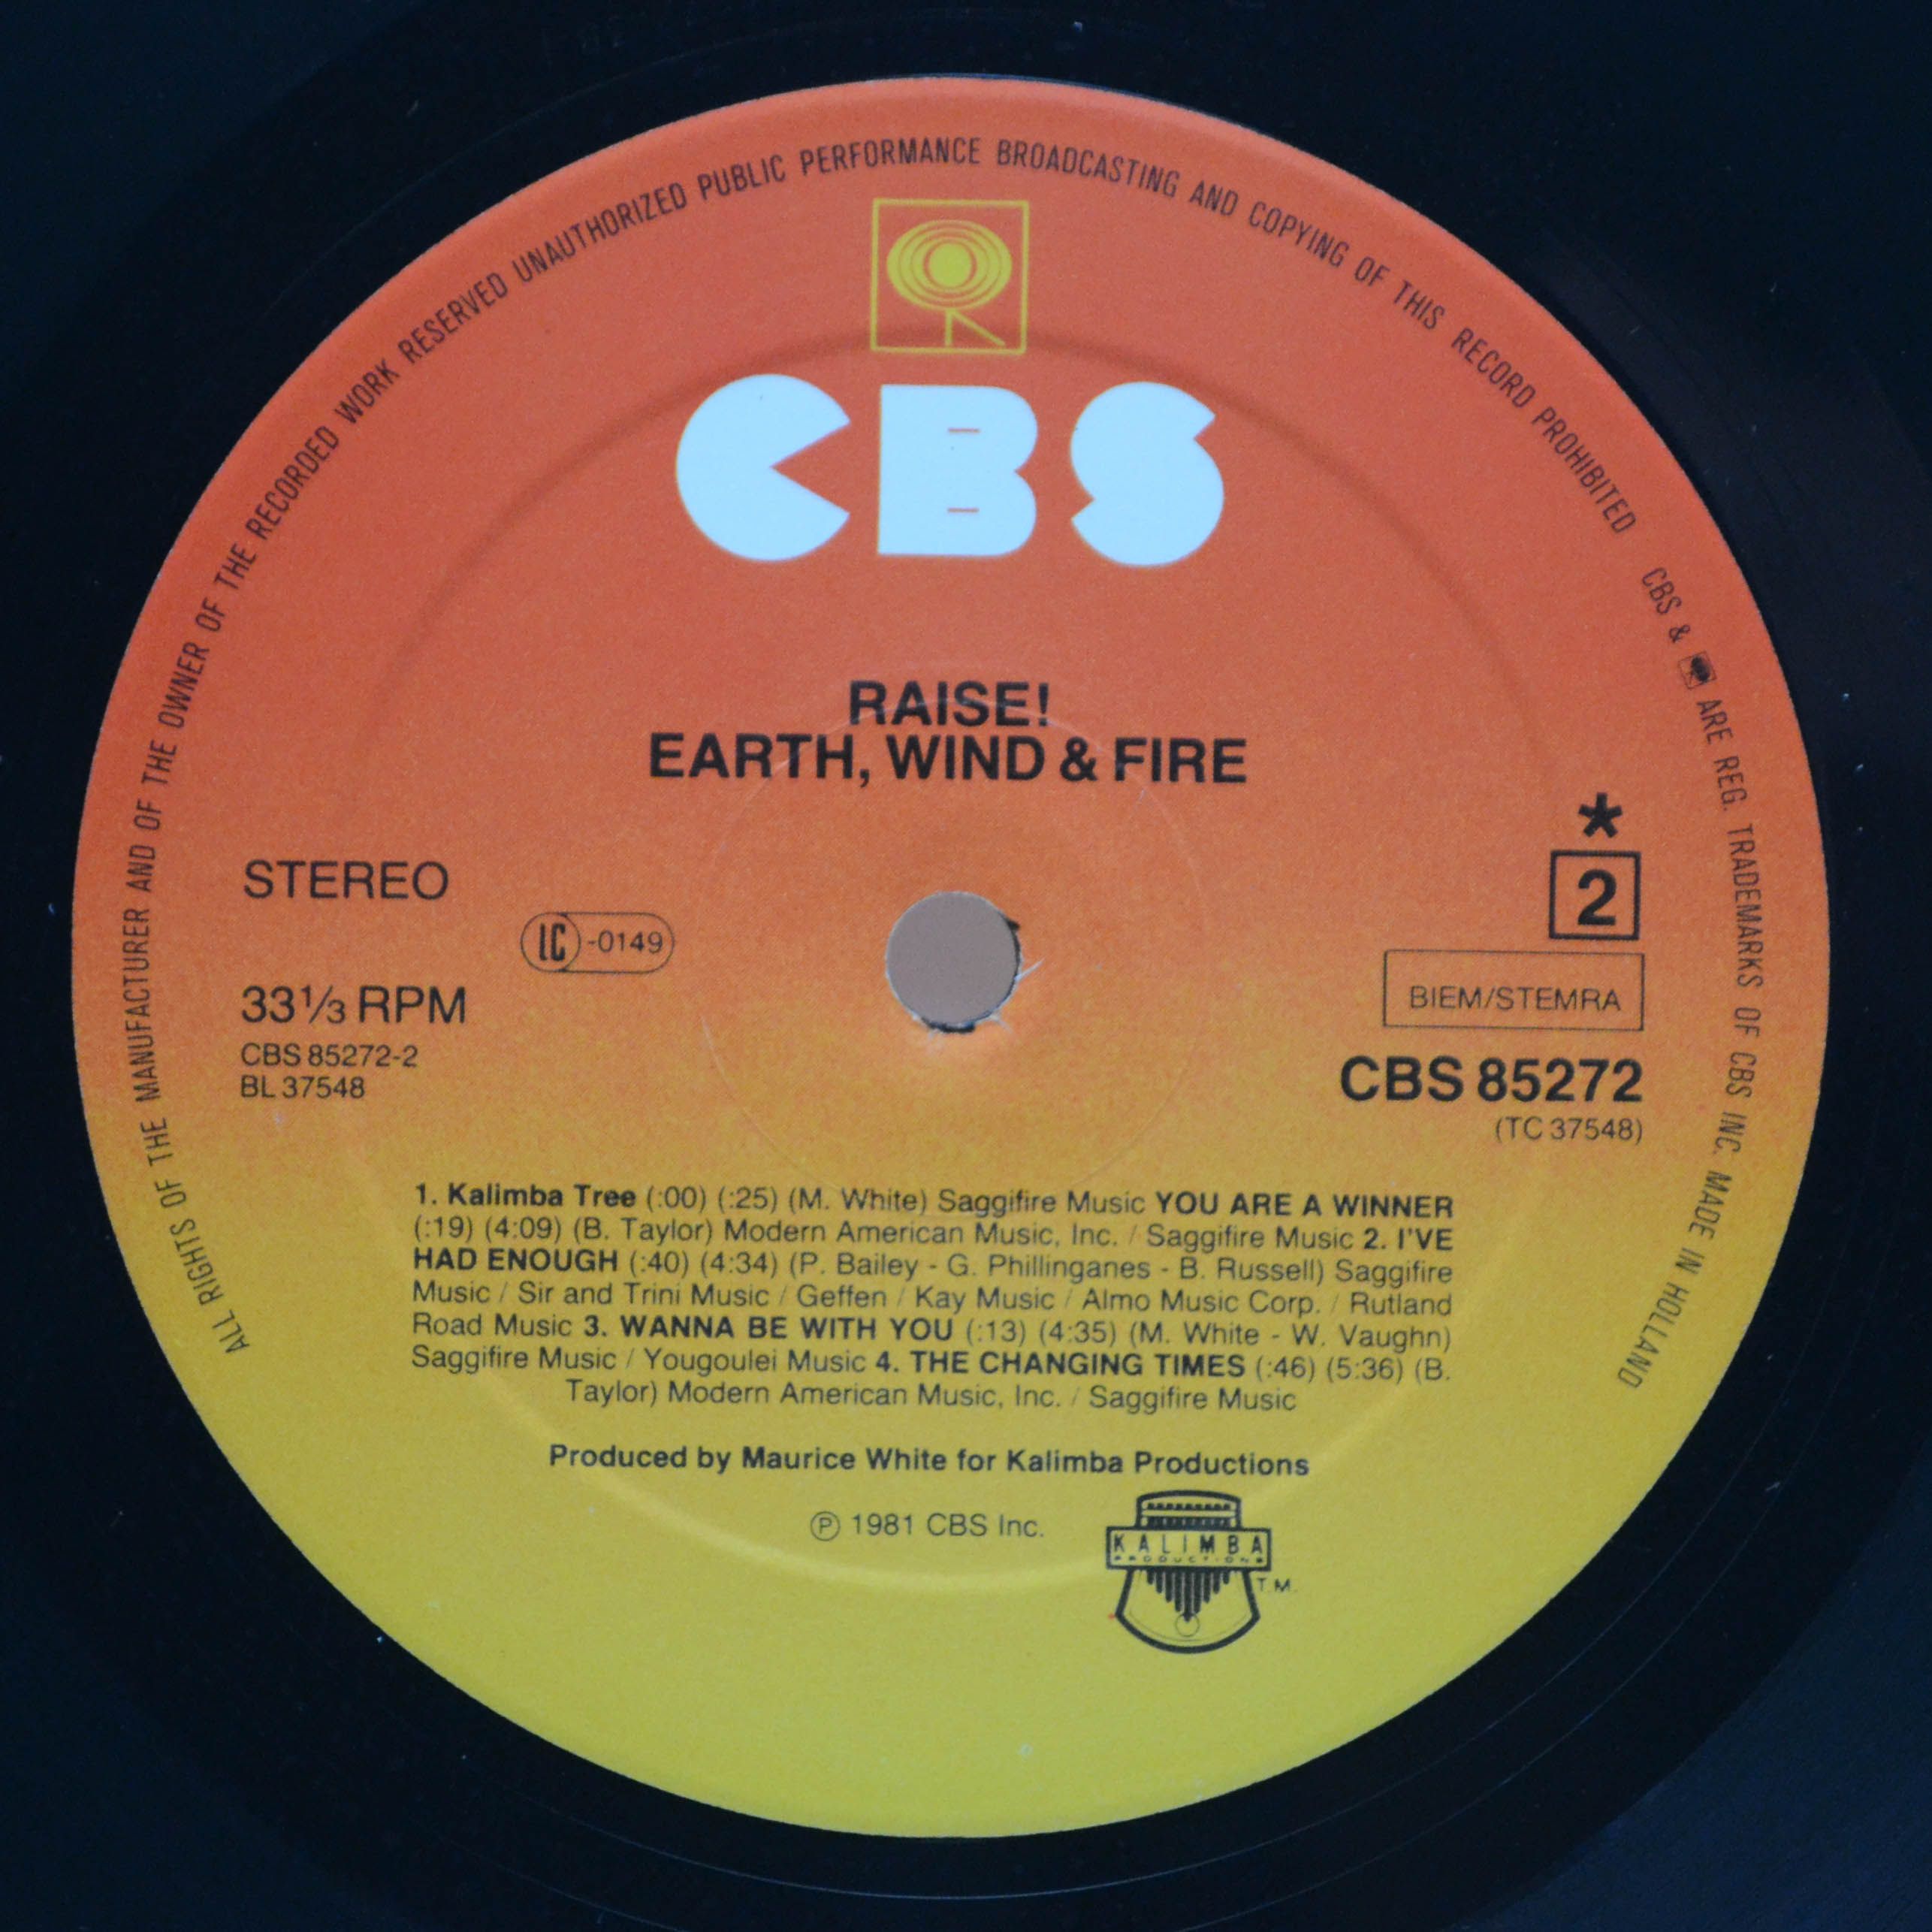 ALL RIGHTS OF THE MANUFACTURER AND OF THE OWNER OF THE RECORDED WORK RESERVED UNAUTHORIZED PUBLIC PERFORMANCE BROADCASTING AND COPYING OF THIS RECORD PROHIBITED CBS & ARE REG. TRADEMARKS OF CBS INC. MADE IN HOLLAND
CBS
RAISE!
EARTH, WIND & FIRE
STEREO
LC-0149
33⅓ RPM
CBS 85272-2
BL 37548
*
2
BIEM/STEMRA
CBS 85272
(TC 37548)
1. Kalimba Tree (:00) (:25) (M. White) Saggifire Music YOU ARE A WINNER
(:19) (4:09) (B. Taylor) Modern American Music, Inc. / Saggifire Music 2. I'VE
HAD ENOUGH (:40) (4:34) (P. Bailey - G. Phillinganes - B. Russell) Saggifire
Music / Sir and Trini Music / Geffen / Kay Music / Almo Music Corp. / Rutland
Road Music 3. WANNA BE WITH YOU (:13) (4:35) (M. White - W. Vaughn)
Saggifire Music / Yougoulei Music 4. THE CHANGING TIMES (:46) (5:36) (B.
Taylor) Modern American Music, Inc. / Saggifire Music
Produced by Maurice White for Kalimba Productions
℗ 1981 CBS Inc.
KALIMBA
PRODUCTIONS
T.M.